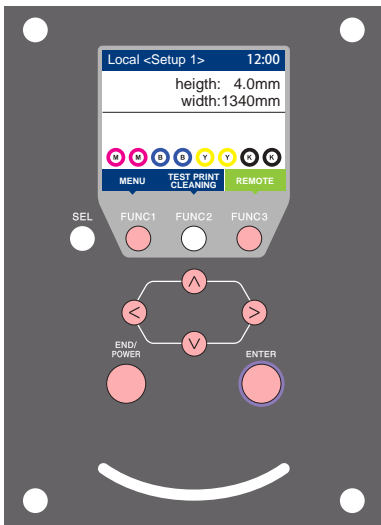 Local <Setup 1> 12:00
heigth: 4.0mm
width:1340mm
M M B B Y Y K K
MENU TEST PRINT CLEANING REMOTE
SEL FUNC1 FUNC2 FUNC3
END/
POWER
ENTER